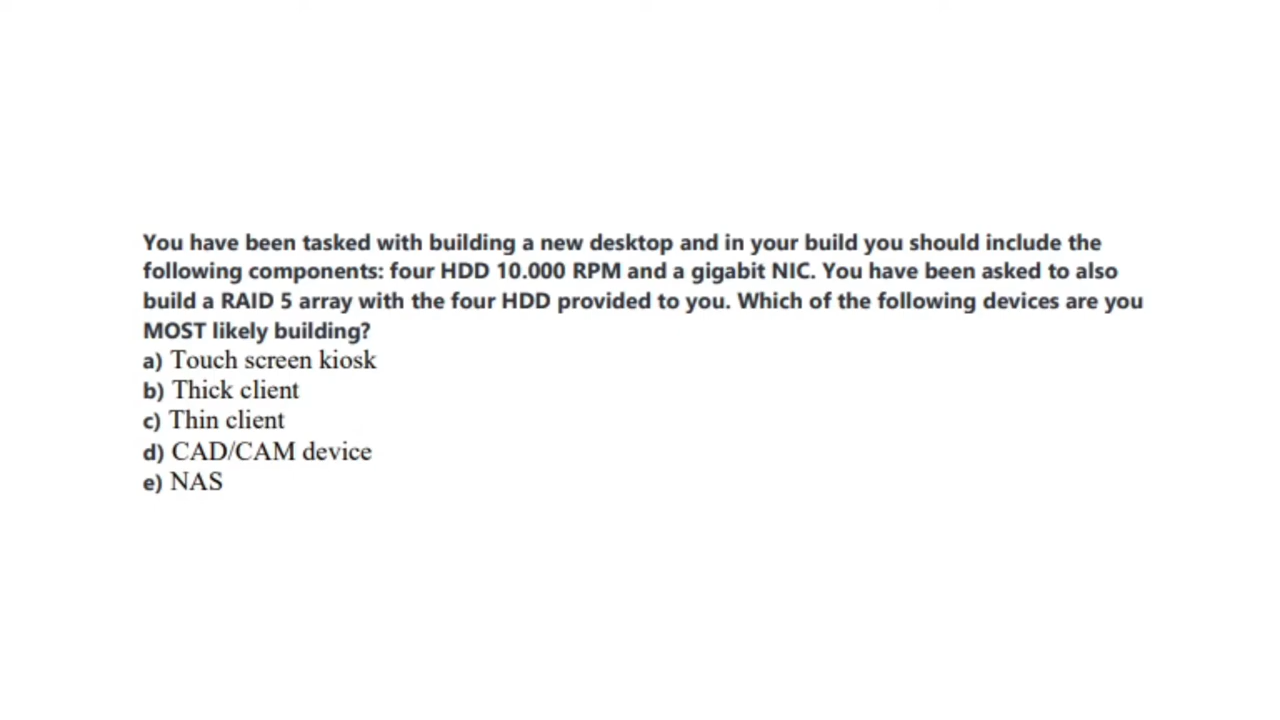 You have been tasked with building a new desktop and in your build you should include the
following components: four HDD 10.000 RPM and a gigabit NIC. You have been asked to also
build a RAID 5 array with the four HDD provided to you. Which of the following devices are you
MOST likely building?
a) Touch screen kiosk
b) Thick client
c) Thin client
d) CAD/CAM device
e) NAS